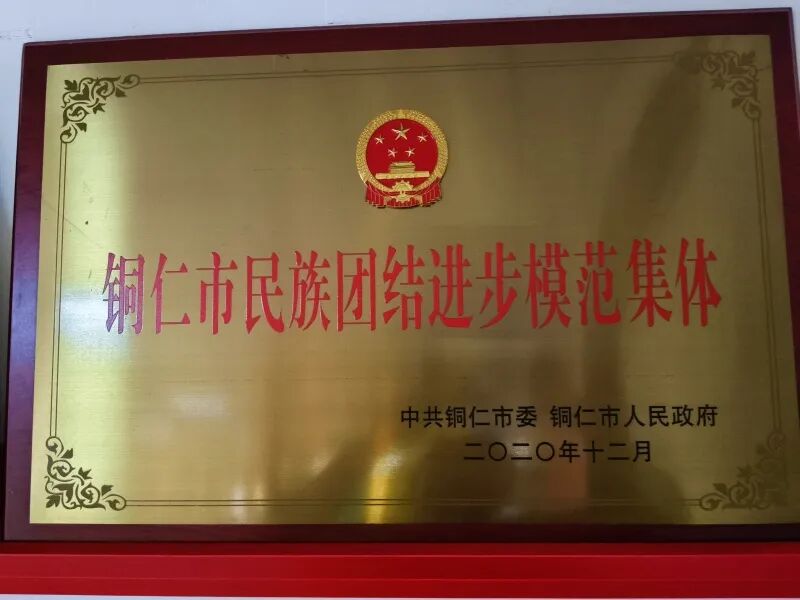 铜仁市民族团结进步模范集体
中共铜仁市委 铜仁市人民政府
二〇二〇年十二月